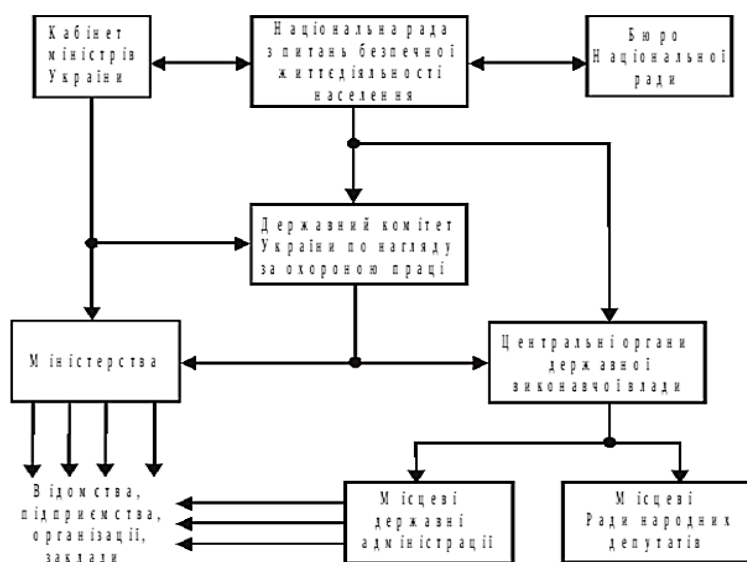 Кабінет
міністрів
України
Національна рада
з питань безпечної
життєдіяльності
населення
Бюро
Національної
ради
Державний комітет
України по нагляду
за охороною праці
Міністерства
Центральні органи
державної
виконавчої влади
Відомства,
підприємства,
організації,
заклади
Місцеві
державні
адміністрації
Місцеві
Ради народних
депутатів